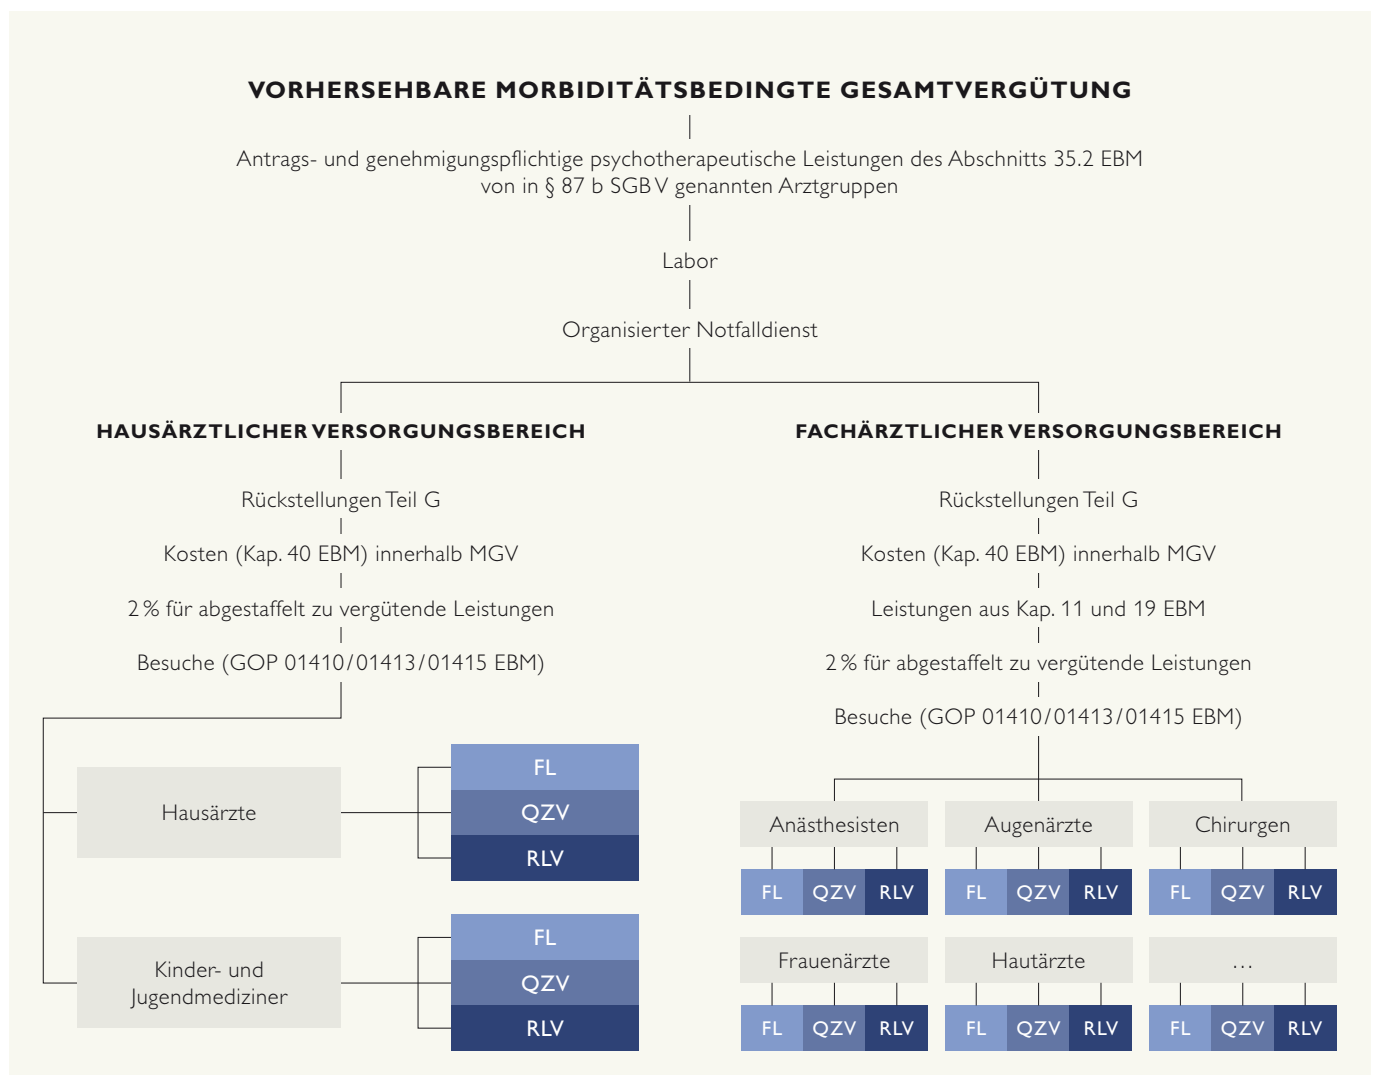 VORHERSEHBARE MORBIDITÄTSBEDINGTE GESAMTVERGÜTUNG
Antrags- und genehmigungspflichtige psychotherapeutische Leistungen des Abschnitts 35.2 EBM
von in § 87 b SGB V genannten Arztgruppen
Labor
Organisierter Notfalldienst
HAUSÄRZTLICHER VERSORGUNGSBEREICH
Rückstellungen Teil G
Kosten (Kap. 40 EBM) innerhalb MGV
2 % für abgestaffelt zu vergütende Leistungen
Besuche (GOP 01410/01413/01415 EBM)
Hausärzte
FL
QZV
RLV
Kinder- und
Jugendmediziner
FL
QZV
RLV
FACHÄRZTLICHER VERSORGUNGSBEREICH
Rückstellungen Teil G
Kosten (Kap. 40 EBM) innerhalb MGV
Leistungen aus Kap. 11 und 19 EBM
2 % für abgestaffelt zu vergütende Leistungen
Besuche (GOP 01410/01413/01415 EBM)
Anästhesisten
FL QZV RLV
Augenärzte
FL QZV RLV
Chirurgen
FL QZV RLV
Frauenärzte
FL QZV RLV
Hautärzte
FL QZV RLV
...
FL QZV RLV